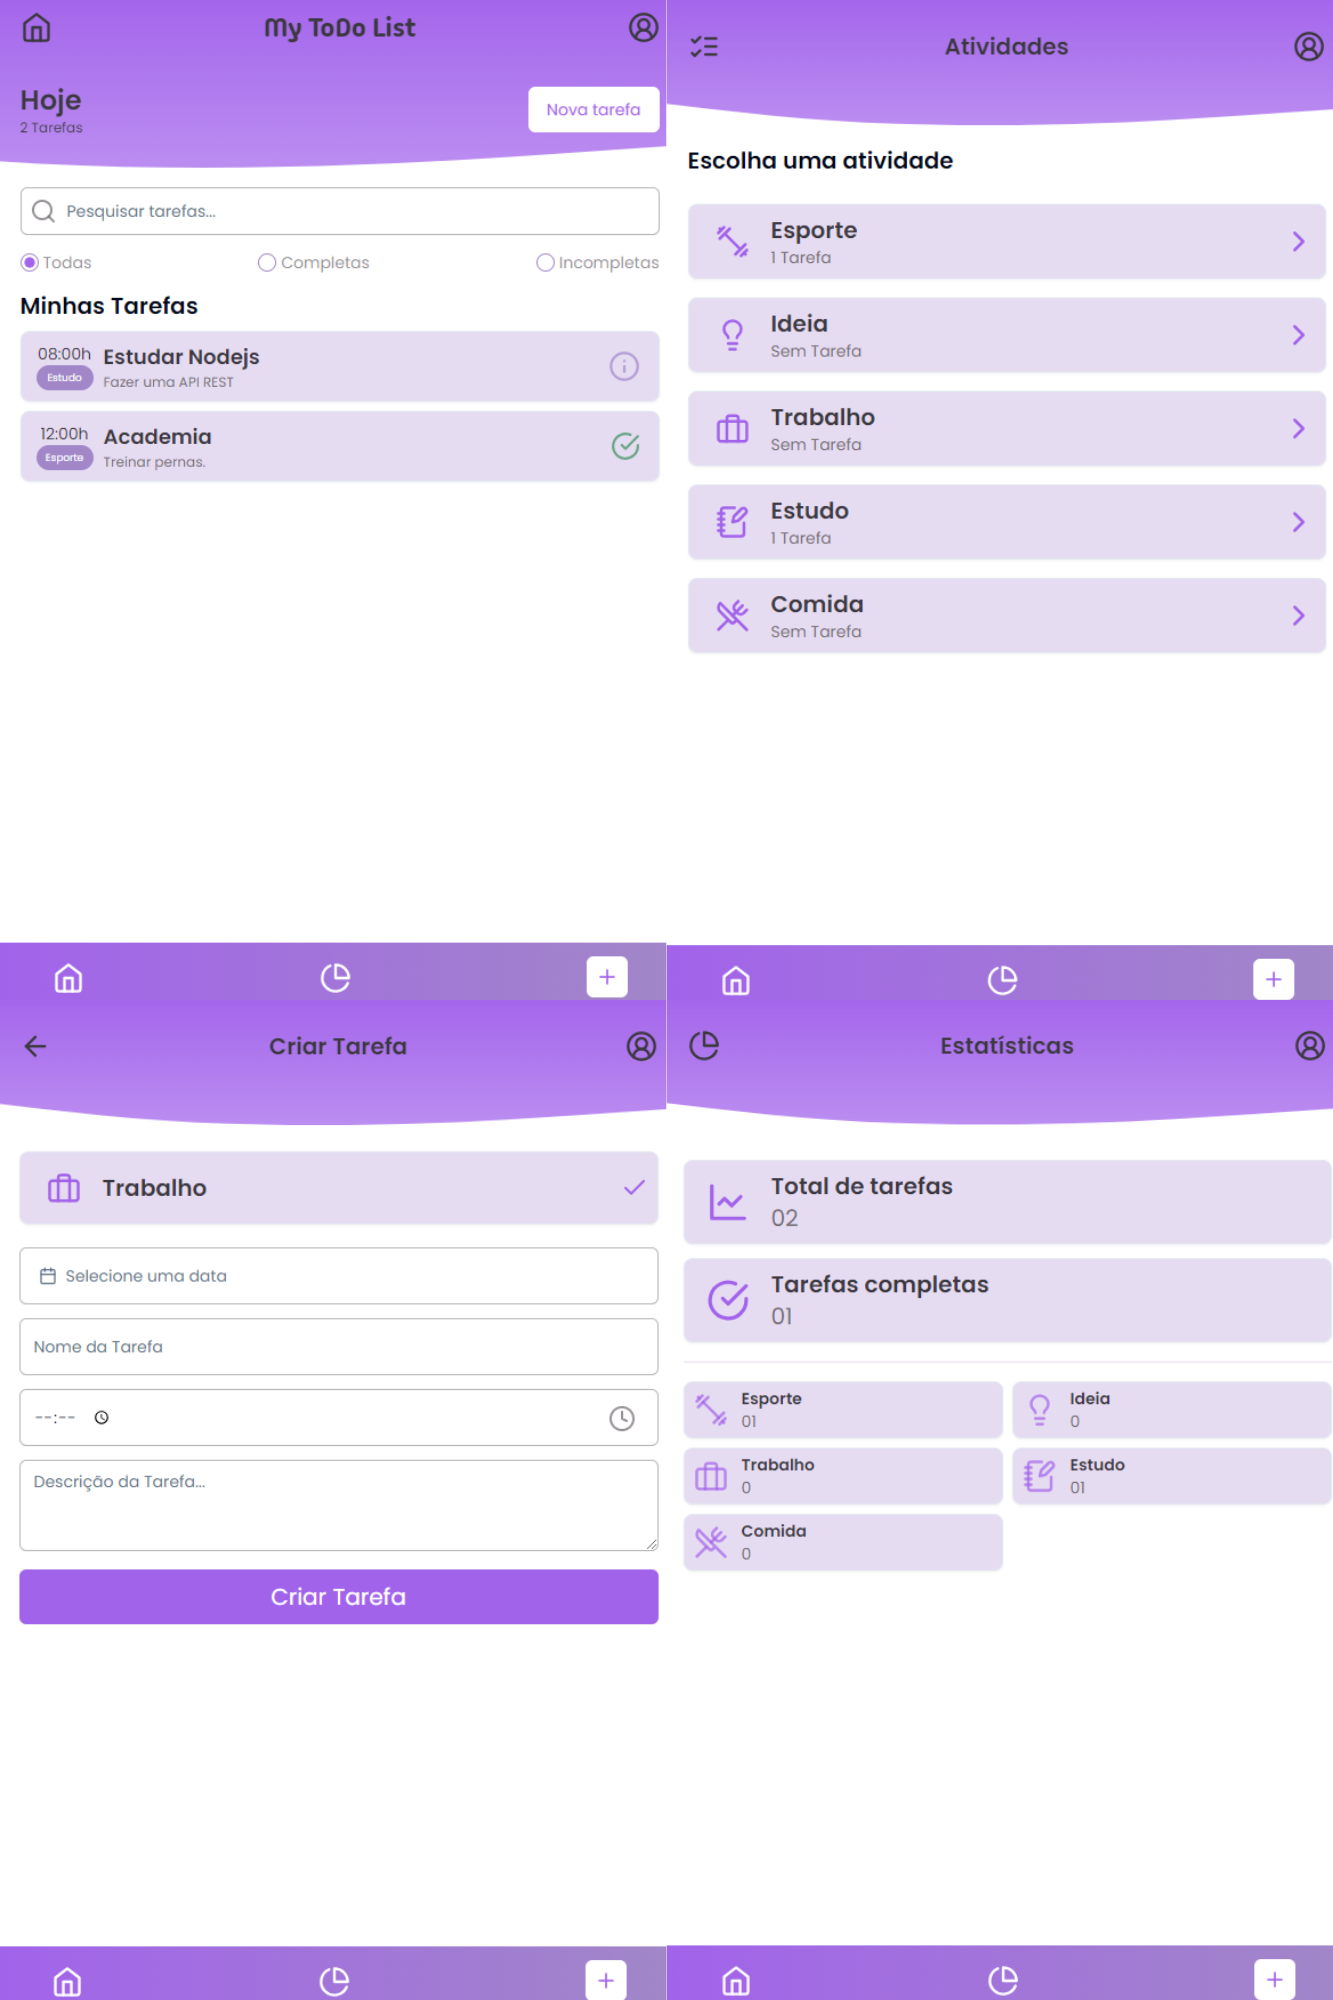 My ToDo List
Hoje
2 Tarefas
Nova tarefa
Pesquisar tarefas...
Todas
Completas
Incompletas
Minhas Tarefas
08:00h
Estudo
Estudar Nodejs
Fazer uma API REST
12:00h
Esporte
Academia
Treinar pernas.
Atividades
Escolha uma atividade
Esporte
1 Tarefa
Ideia
Sem Tarefa
Trabalho
Sem Tarefa
Estudo
1 Tarefa
Comida
Sem Tarefa
Criar Tarefa
Trabalho
Selecione uma data
Nome da Tarefa
--:--
Descrição da Tarefa...
Criar Tarefa
Estatísticas
Total de tarefas
02
Tarefas completas
01
Esporte
01
Ideia
0
Trabalho
0
Estudo
01
Comida
0